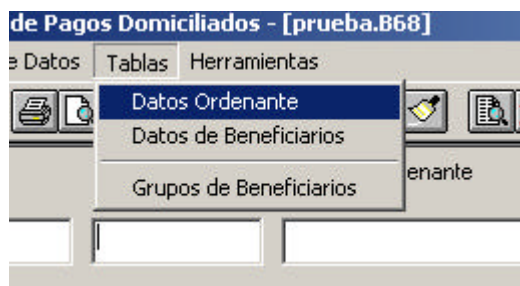 de Pagos Domiciliados - [prueba.B68]
e Datos Tablas Herramientas
Datos Ordenante
Datos de Beneficiarios
enante
Grupos de Beneficiarios